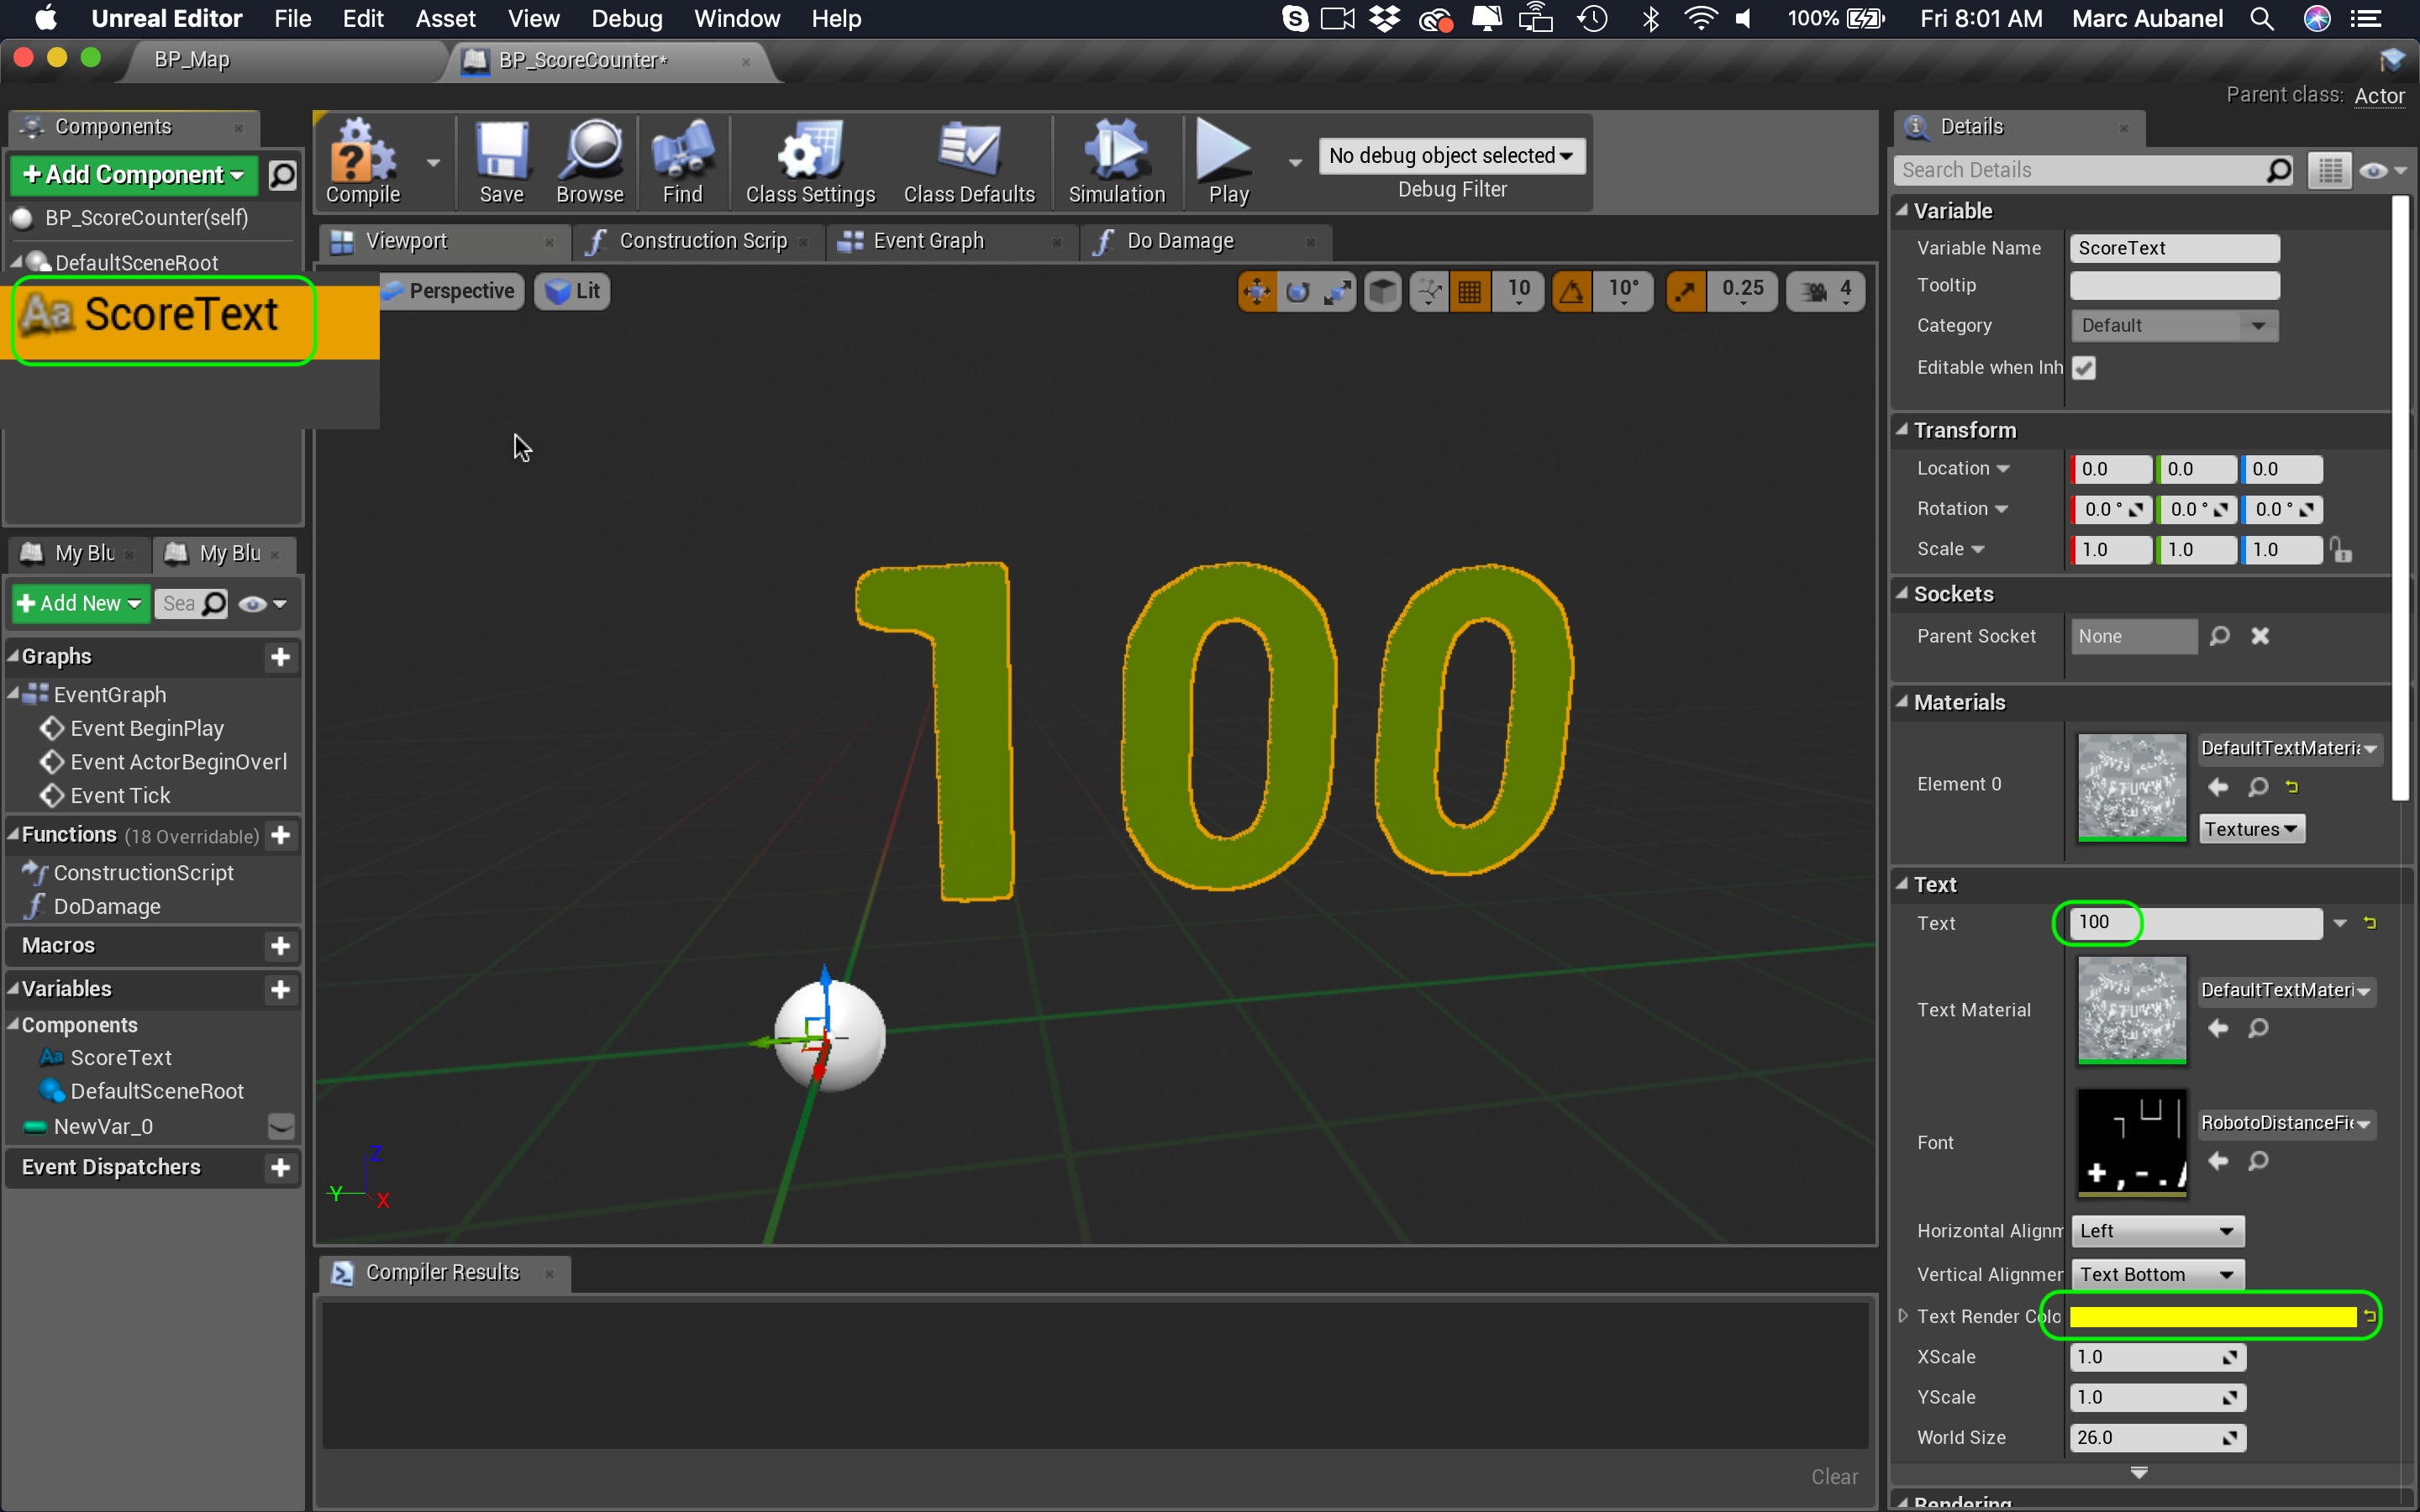 Unreal Editor File Edit Asset View Debug Window Help 100% Fri 8:01 AM Marc Aubanel
BP_Map BP_ScoreCounter*
Parent class: Actor
Components
+Add Component
BP_ScoreCounter(self)
DefaultSceneRoot
Aa ScoreText
Compile Save Browse Find Class Settings Class Defaults Simulation Play
No debug object selected
Debug Filter
Viewport Construction Scrip Event Graph Do Damage
Perspective Lit 10 10° 0.25 4
100
Z
Y
X
My Blu My Blu
+Add New Sea
Graphs
EventGraph
Event BeginPlay
Event ActorBeginOverl
Event Tick
Functions (18 Overridable)
ConstructionScript
DoDamage
Macros
Variables
Components
Aa ScoreText
DefaultSceneRoot
NewVar_0
Event Dispatchers
Compiler Results
Clear
Details
Search Details
Variable
Variable Name ScoreText
Tooltip
Category Default
Editable when Inh
Transform
Location 0.0 0.0 0.0
Rotation 0.0 ° 0.0 ° 0.0 °
Scale 1.0 1.0 1.0
Sockets
Parent Socket None
Materials
Element 0 DefaultTextMateria
Textures
Text
Text 100
Text Material DefaultTextMateri
Font RobotoDistanceFie
Horizontal Alignm Left
Vertical Alignmen Text Bottom
Text Render Colo
XScale 1.0
YScale 1.0
World Size 26.0
Rendering